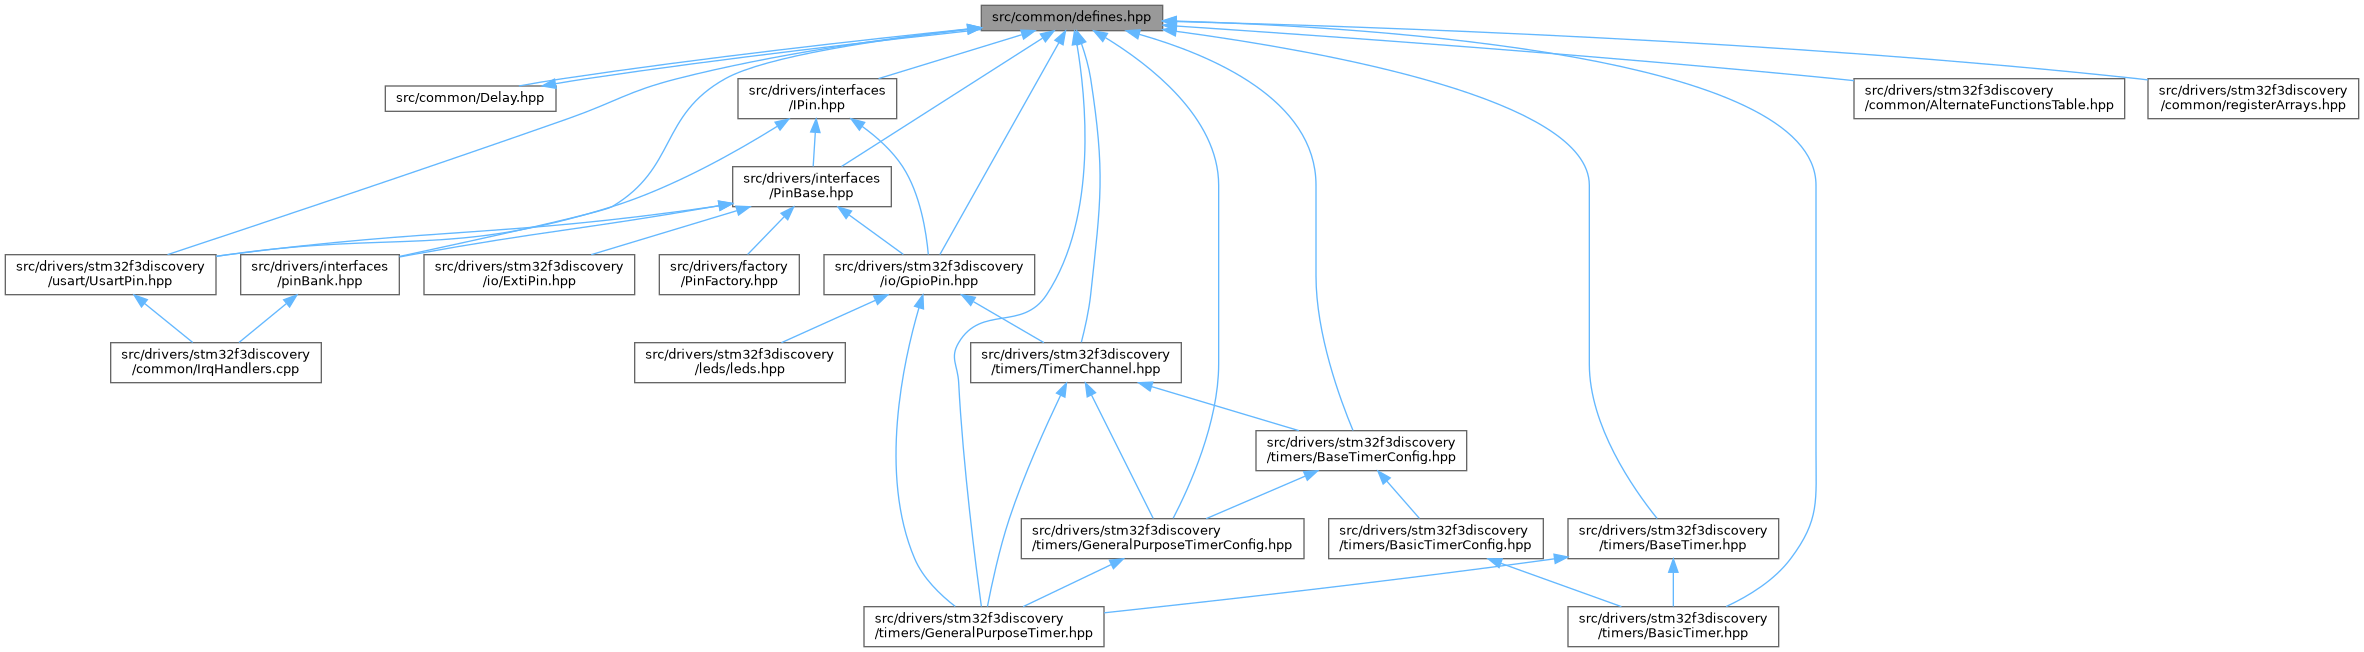 src/common/defines.hpp
src/common/Delay.hpp
src/drivers/interfaces
/IPin.hpp
src/drivers/stm32f3discovery
/common/AlternateFunctionsTable.hpp
src/drivers/stm32f3discovery
/common/registerArrays.hpp
src/drivers/interfaces
/PinBase.hpp
src/drivers/stm32f3discovery
/usart/UsartPin.hpp
src/drivers/interfaces
/pinBank.hpp
src/drivers/stm32f3discovery
/io/ExtiPin.hpp
src/drivers/factory
/PinFactory.hpp
src/drivers/stm32f3discovery
/io/GpioPin.hpp
src/drivers/stm32f3discovery
/common/IrqHandlers.cpp
src/drivers/stm32f3discovery
/leds/leds.hpp
src/drivers/stm32f3discovery
/timers/TimerChannel.hpp
src/drivers/stm32f3discovery
/timers/BaseTimerConfig.hpp
src/drivers/stm32f3discovery
/timers/GeneralPurposeTimerConfig.hpp
src/drivers/stm32f3discovery
/timers/BasicTimerConfig.hpp
src/drivers/stm32f3discovery
/timers/BaseTimer.hpp
src/drivers/stm32f3discovery
/timers/GeneralPurposeTimer.hpp
src/drivers/stm32f3discovery
/timers/BasicTimer.hpp